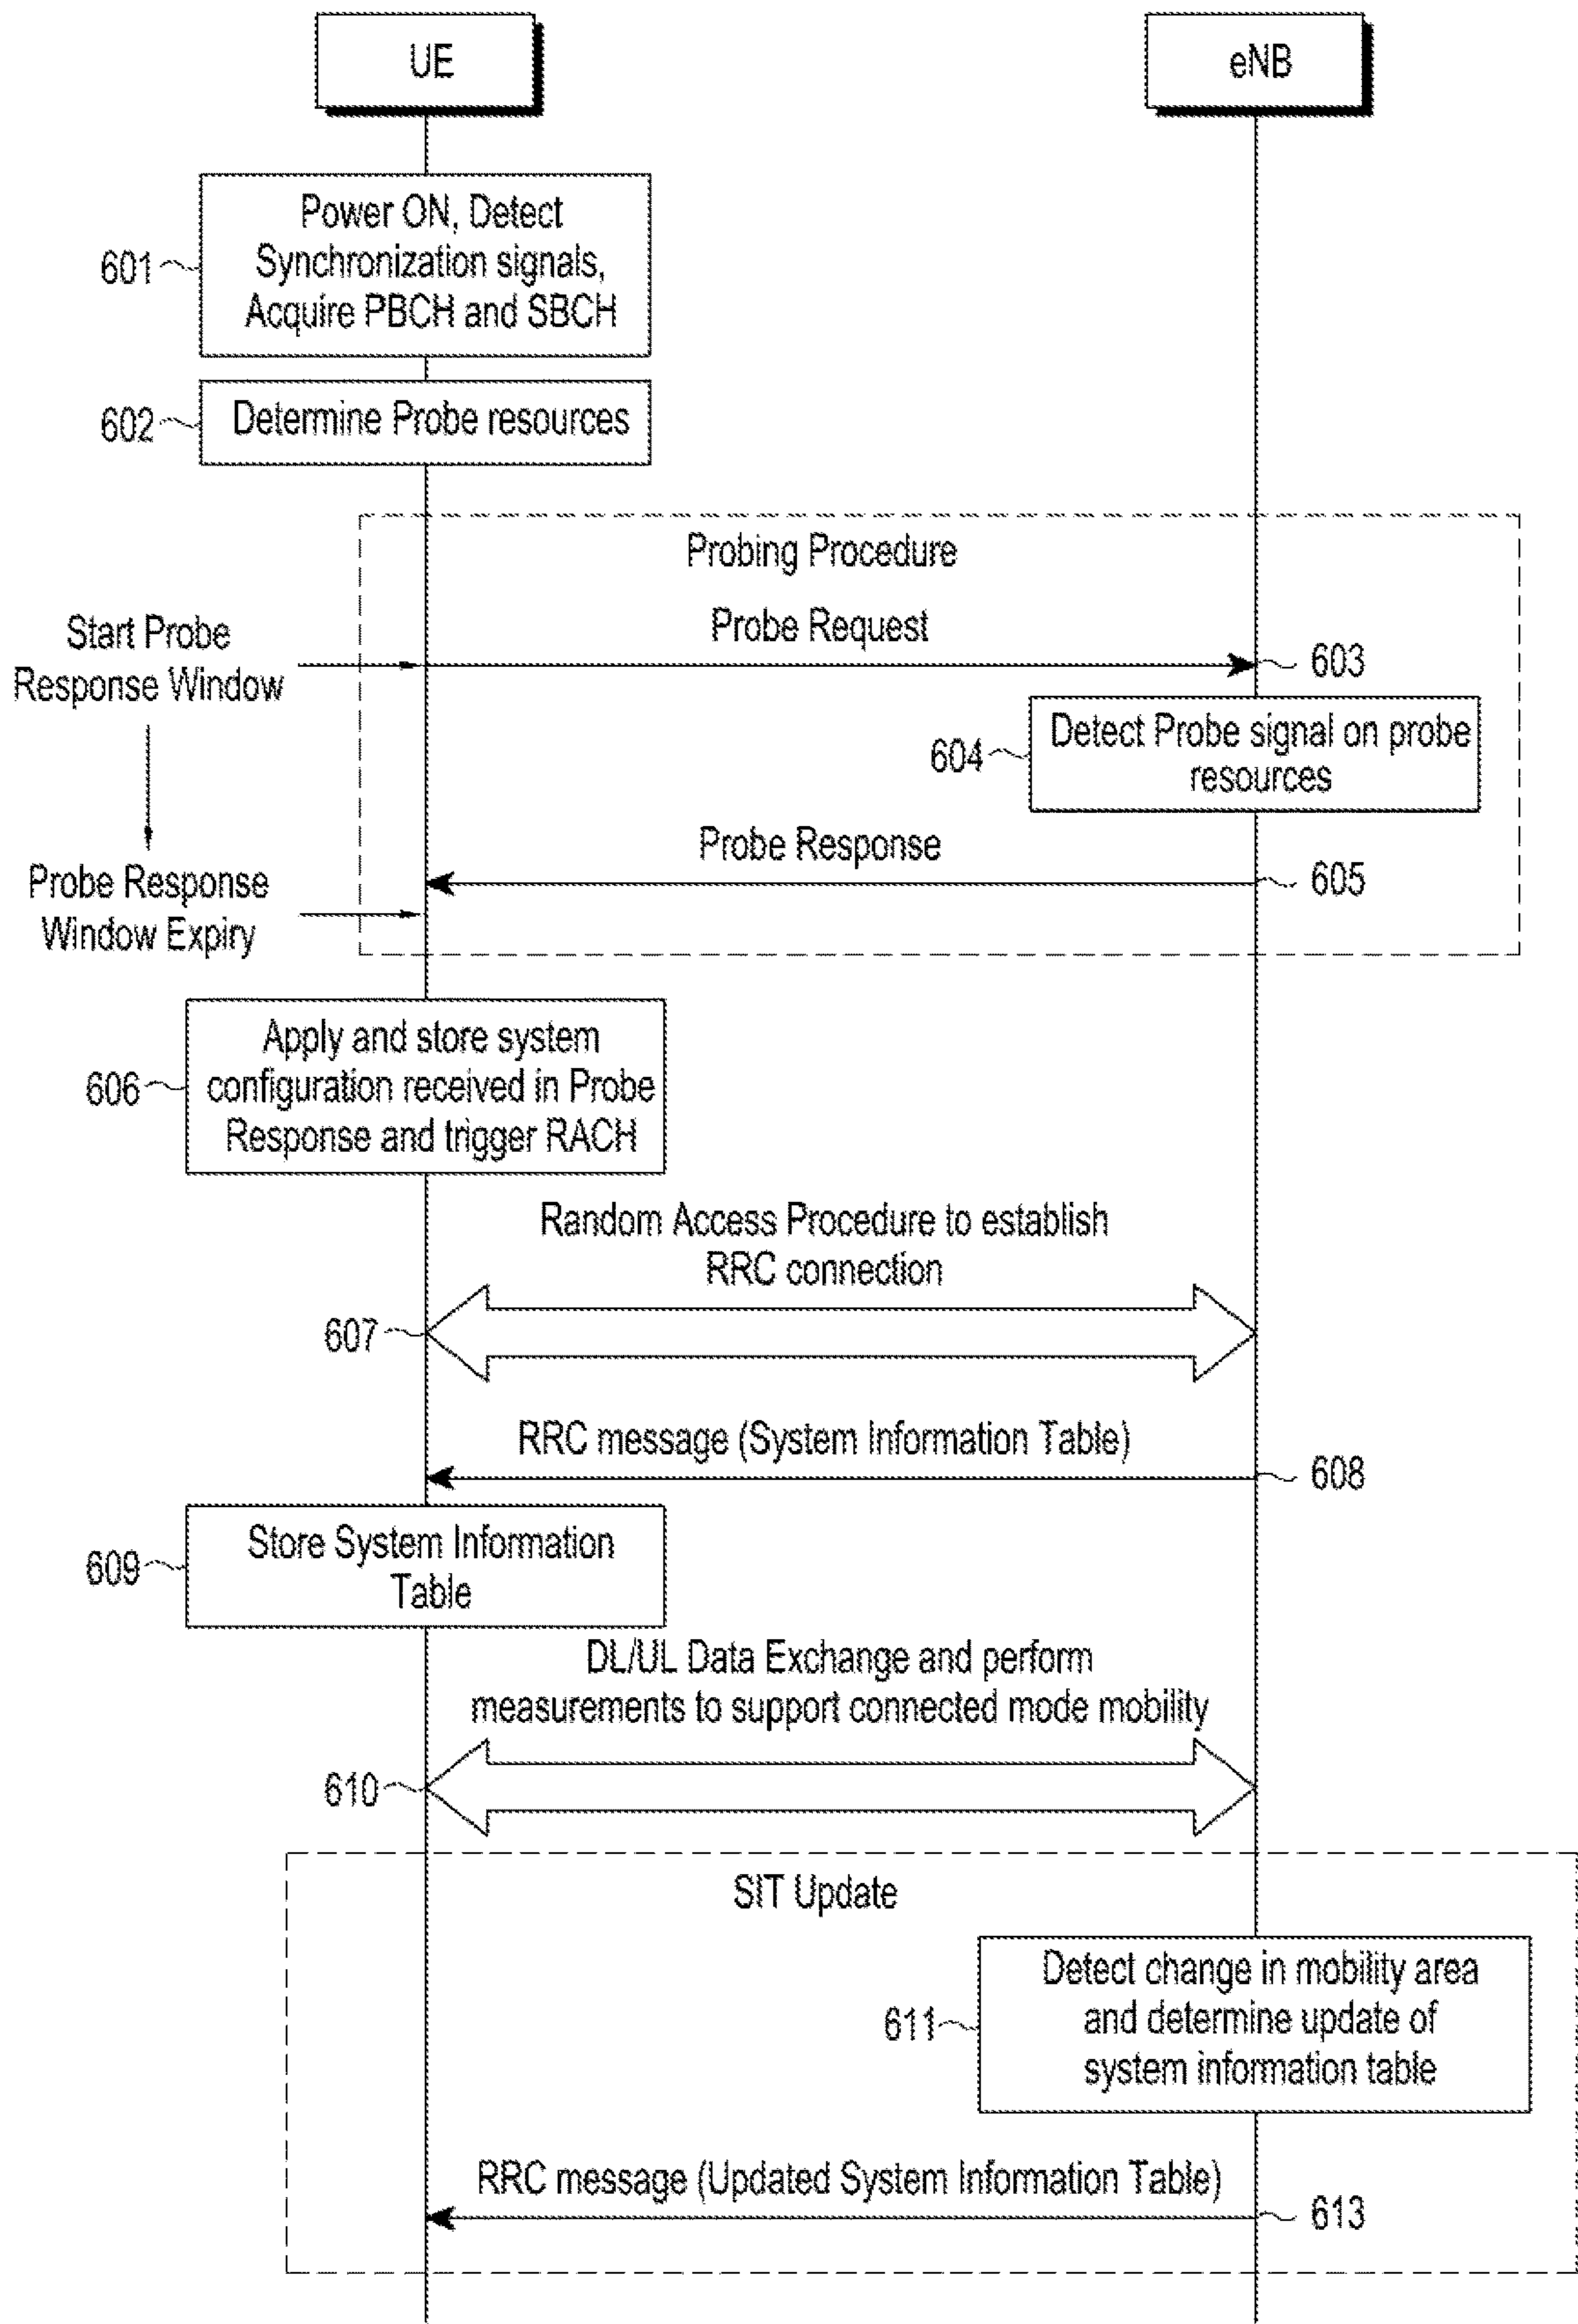 UE
eNB
Power ON, Detect
Synchronization signals,
Acquire PBCH and SBCH
601
Determine Probe resources
602
Probing Procedure
Start Probe
Response Window
Probe Request
603
Detect Probe signal on probe
resources
604
Probe Response
605
Probe Response
Window Expiry
Apply and store system
configuration received in Probe
Response and trigger RACH
606
Random Access Procedure to establish
RRC connection
607
RRC message (System Information Table)
608
Store System Information
Table
609
DL/UL Data Exchange and perform
measurements to support connected mode mobility
610
SIT Update
Detect change in mobility area
and determine update of
system information table
611
RRC message (Updated System Information Table)
613